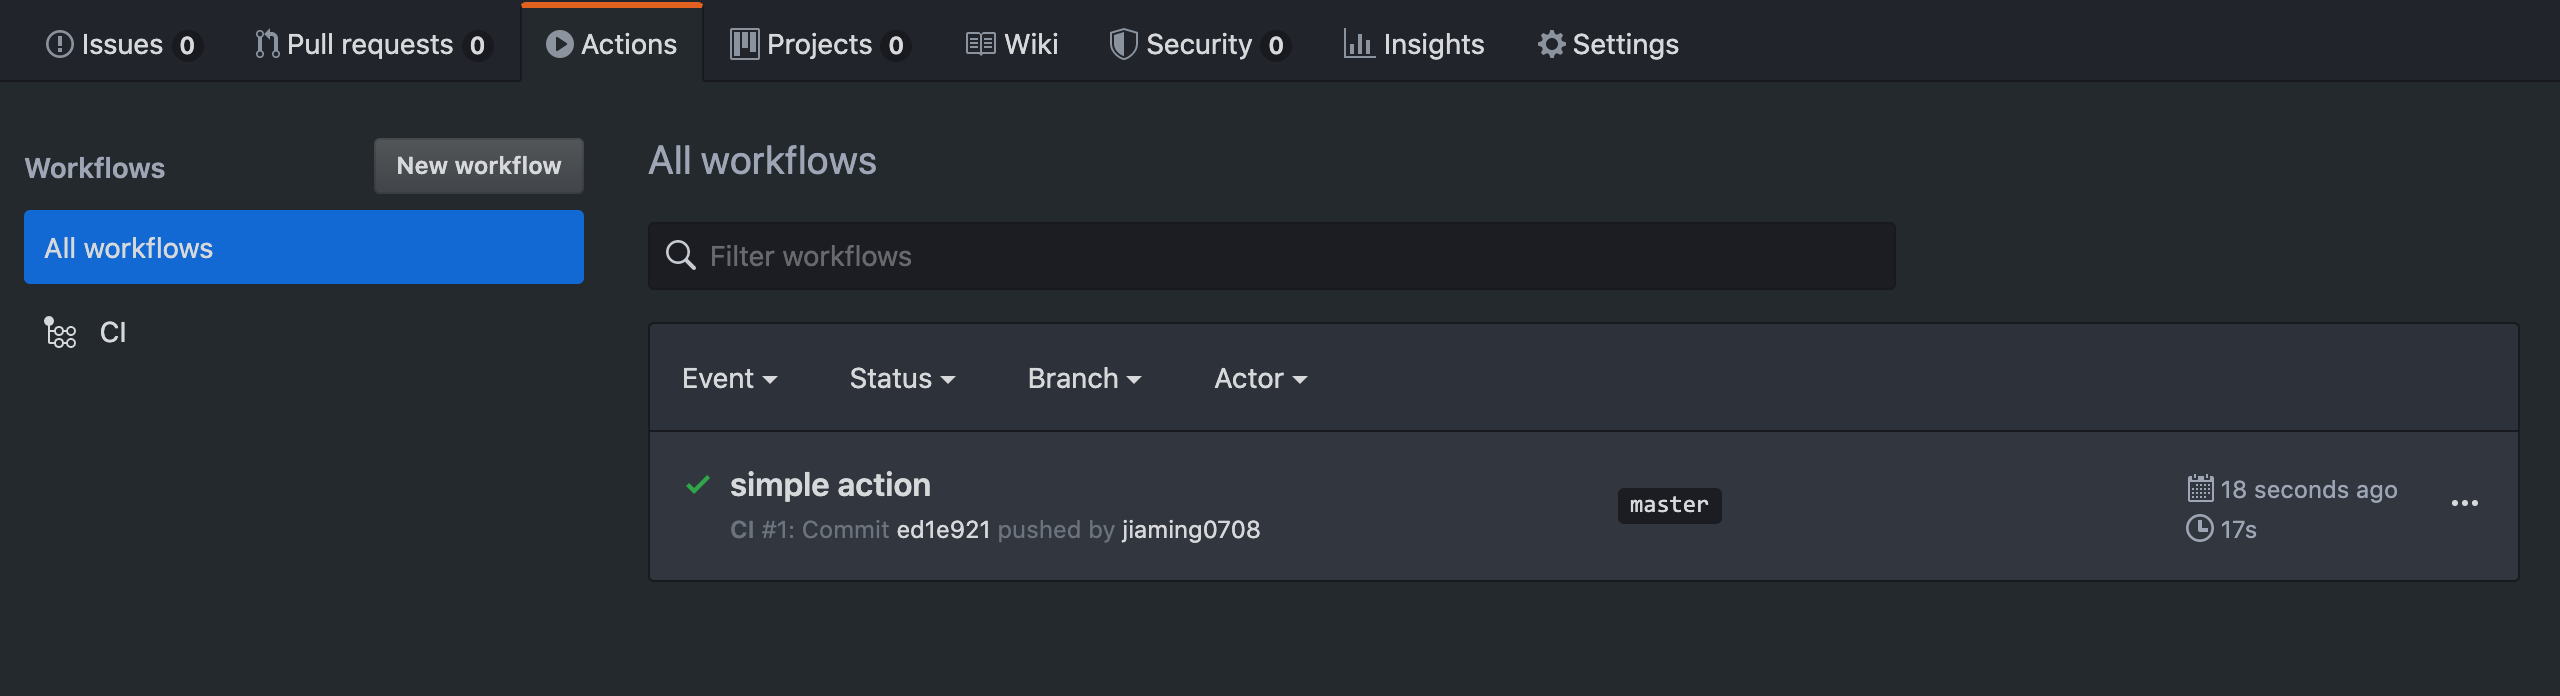 Issues 0 Pull requests 0 Actions Projects 0 Wiki Security 0 Insights Settings
Workflows
New workflow
All workflows
CI
All workflows
Filter workflows
Event Status Branch Actor
simple action
CI #1: Commit ed1e921 pushed by jiaming0708
master
18 seconds ago
17s